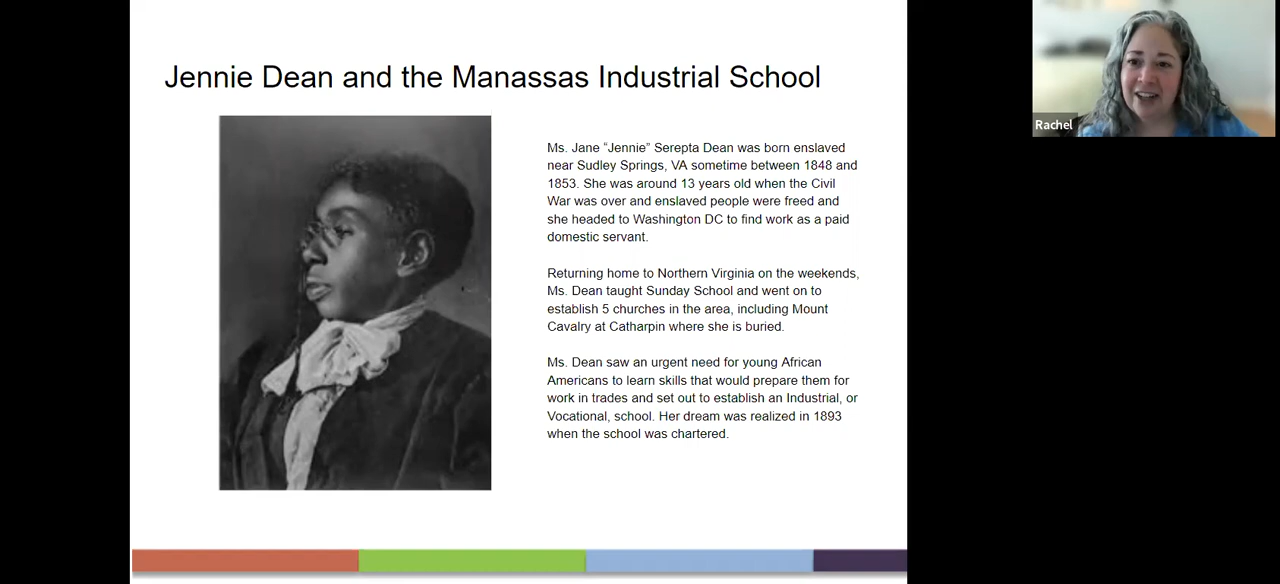 Jennie Dean and the Manassas Industrial School
Ms. Jane “Jennie” Serepta Dean was born enslaved
near Sudley Springs, VA sometime between 1848 and
1853. She was around 13 years old when the Civil
War was over and enslaved people were freed and
she headed to Washington DC to find work as a paid
domestic servant.
Returning home to Northern Virginia on the weekends,
Ms. Dean taught Sunday School and went on to
establish 5 churches in the area, including Mount
Cavalry at Catharpin where she is buried.
Ms. Dean saw an urgent need for young African
Americans to learn skills that would prepare them for
work in trades and set out to establish an Industrial, or
Vocational, school. Her dream was realized in 1893
when the school was chartered.
Rachel